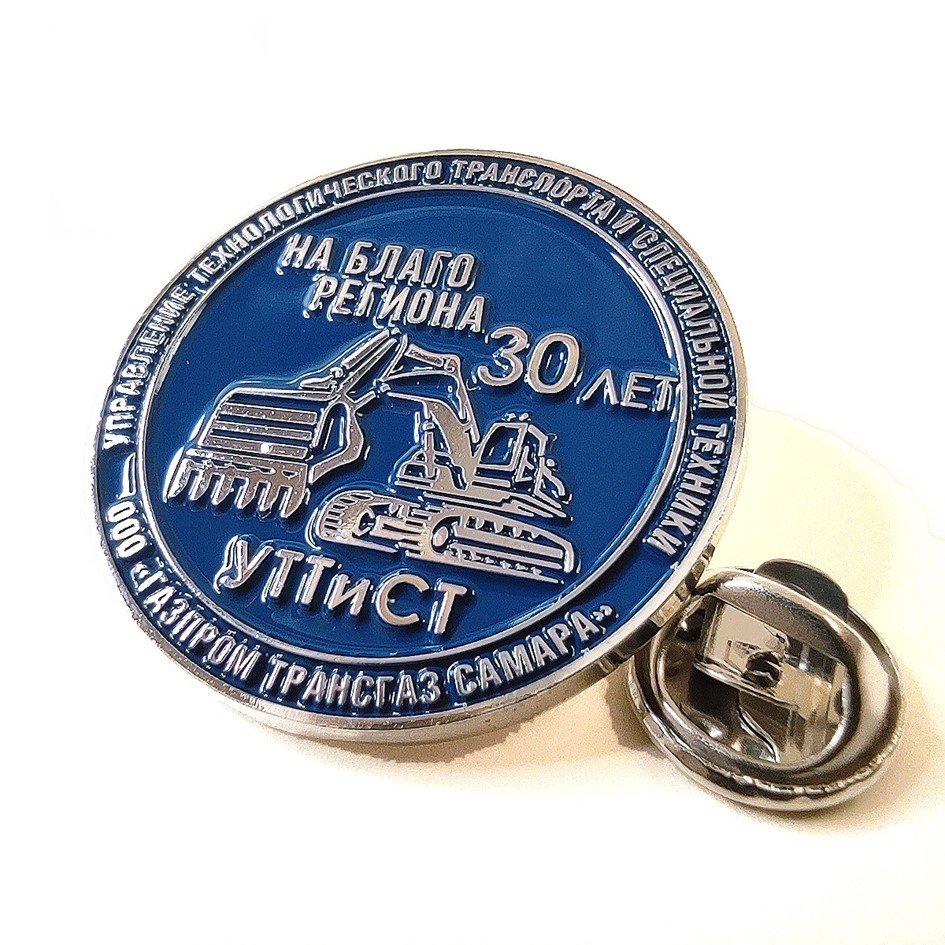 УПРАВЛЕНИЕ ТЕХНОЛОГИЧЕСКОГО ТРАНСПОРТА И СПЕЦИАЛЬНОЙ ТЕХНИКИ
НА БЛАГО
РЕГИОНА
30 ЛЕТ
УТТиСТ
ООО «ГАЗПРОМ ТРАНСГАЗ САМАРА»